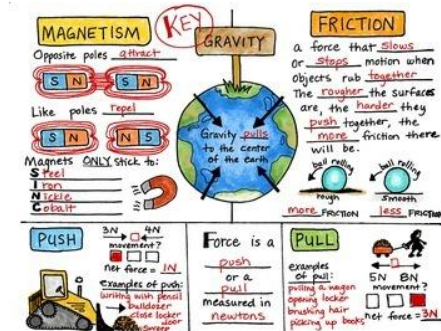 KEY
MAGNETISM
Opposite poles attract
S N S N
Like poles repel
S N N S
Magnets ONLY stick to:
Steel
Iron
Nickle
Cobalt
GRAVITY
Gravity pulls
to the center
of the earth
FRICTION
a force that slows
or stops motion when
objects rub together
The rougher the surfaces
are, the harder they
push together, the
more friction there
will be.
ball rolling
rough
more FRICTION
ball rolling
smooth
less FRICTION
PUSH
3N 4N
movement?
net force = 1N
Examples of push:
writing with pencil
bulldozer
close locker
door
sweep
Force is a
push
or a
pull
measured in
newtons
PULL
examples
of pull:
pulling a wagon
opening locker
brushing hair
picking up books
5N 8N
movement?
net force = 3N